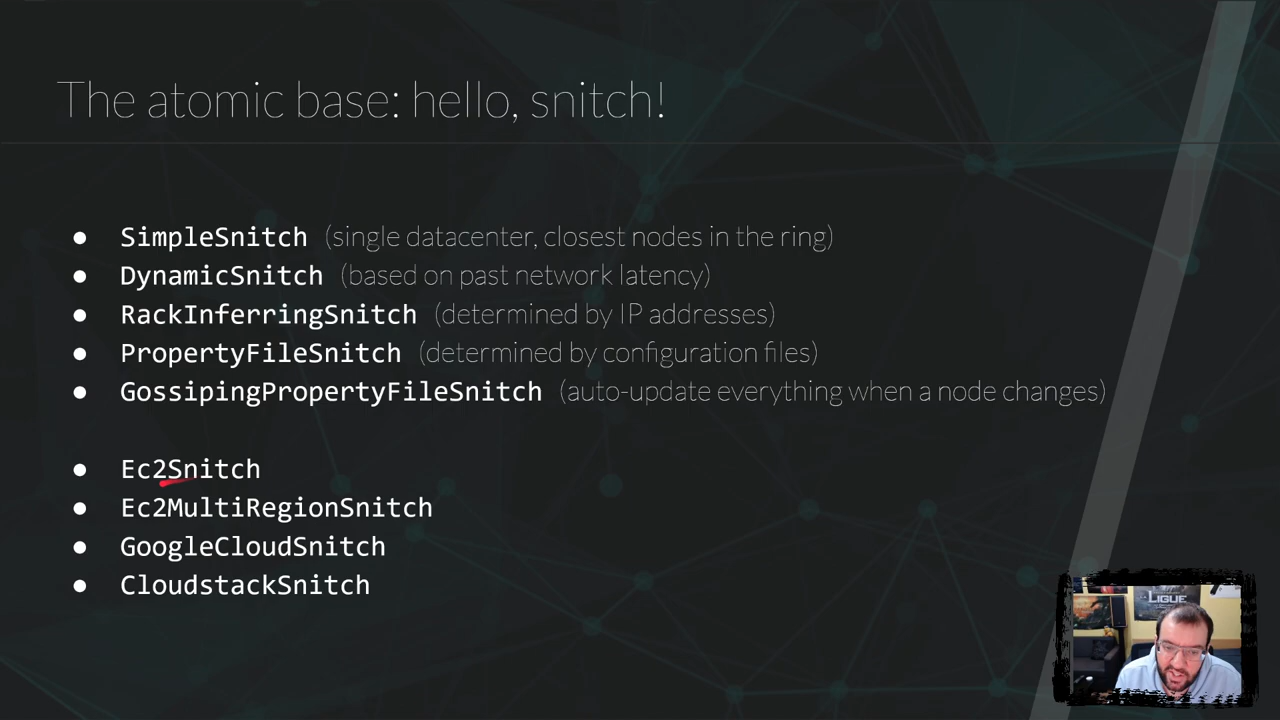 The atomic base: hello, snitch!
● SimpleSnitch (single datacenter, closest nodes in the ring)
● DynamicSnitch (based on past network latency)
● RackInferringSnitch (determined by IP addresses)
● PropertyFileSnitch (determined by configuration files)
● GossipingPropertyFileSnitch (auto-update everything when a node changes)
● Ec2Snitch
● Ec2MultiRegionSnitch
● GoogleCloudSnitch
● CloudstackSnitch
LIGUE